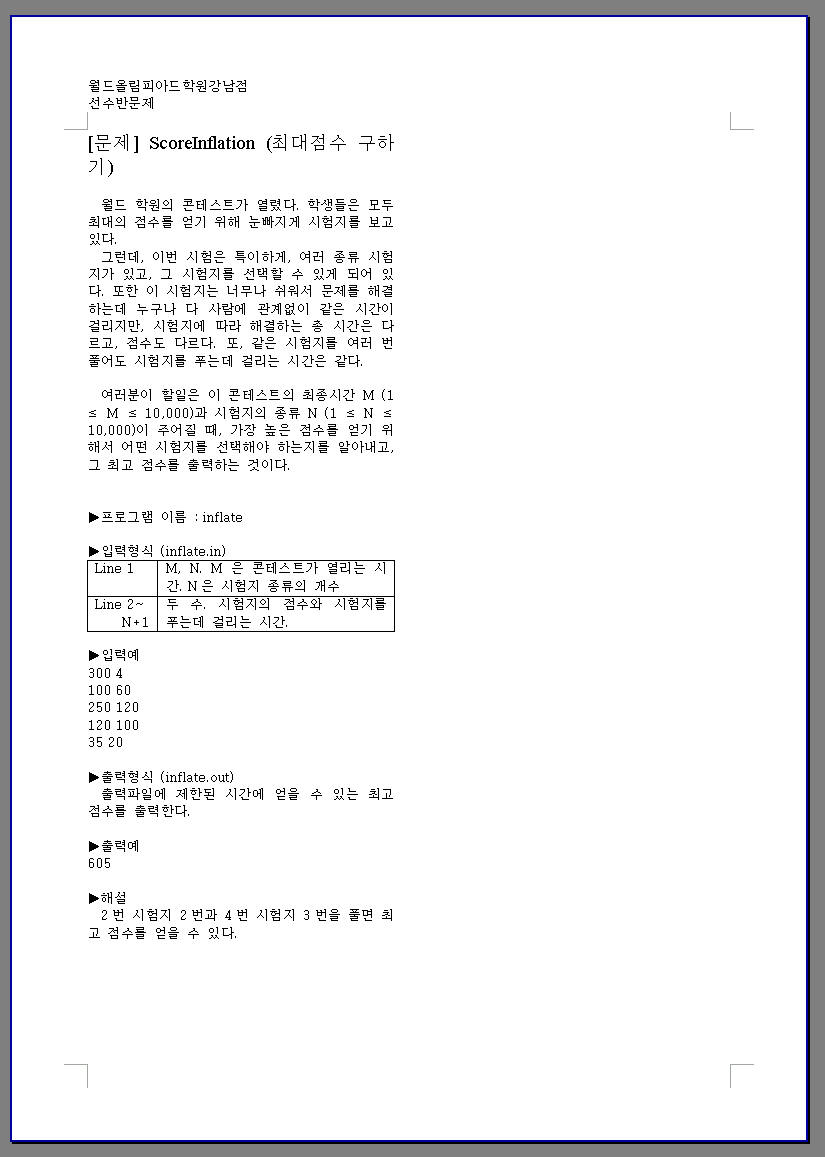 월드올림피아드학원강남점
선수반문제
[문제] ScoreInflation (최대점수 구하
기)
월드 학원의 콘테스트가 열렸다. 학생들은 모두
최대의 점수를 얻기 위해 눈빠지게 시험지를 보고
있다.
그런데, 이번 시험은 특이하게, 여러 종류 시험
지가 있고, 그 시험지를 선택할 수 있게 되어 있
다. 또한 이 시험지는 너무나 쉬워서 문제를 해결
하는데 누구나 다 사람에 관계없이 같은 시간이
걸리지만, 시험지에 따라 해결하는 총 시간은 다
르고, 점수도 다르다. 또, 같은 시험지를 여러 번
풀어도 시험지를 푸는데 걸리는 시간은 같다.
여러분이 할일은 이 콘테스트의 최종시간 M (1
≤ M ≤ 10,000)과 시험지의 종류 N (1 ≤ N ≤
10,000)이 주어질 때, 가장 높은 점수를 얻기 위
해서 어떤 시험지를 선택해야 하는지를 알아내고,
그 최고 점수를 출력하는 것이다.
▶프로그램 이름 : inflate
▶입력형식 (inflate.in)
Line 1 M, N. M 은 콘테스트가 열리는 시
간. N 은 시험지 종류의 개수
Line 2~ 두 수. 시험지의 점수와 시험지를
N+1 푸는데 걸리는 시간.
▶입력예
300 4
100 60
250 120
120 100
35 20
▶출력형식 (inflate.out)
출력파일에 제한된 시간에 얻을 수 있는 최고
점수를 출력한다.
▶출력예
605
▶해설
2 번 시험지 2 번과 4 번 시험지 3 번을 풀면 최
고 점수를 얻을 수 있다.